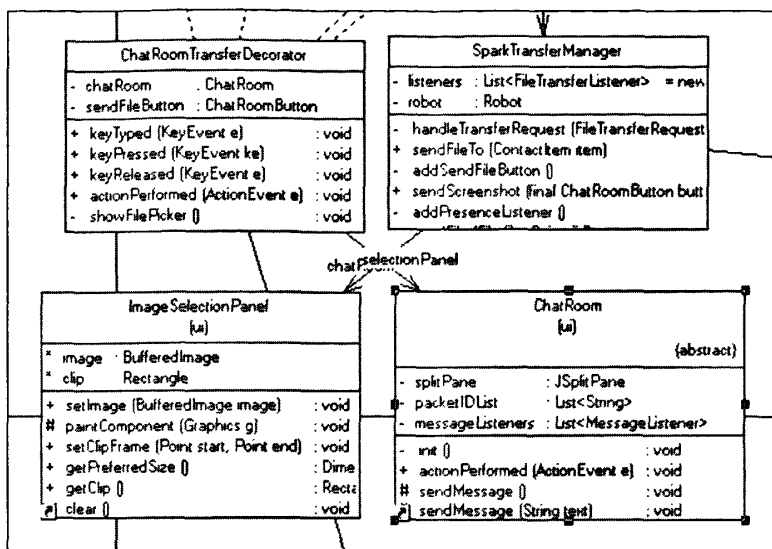 ChatRoomTransferDecorator
- chatRoom : ChatRoom
- sendFileButton : ChatRoomButton
+ keyTyped (KeyEvent e) : void
+ keyPressed (KeyEvent ke) : void
+ keyReleased (KeyEvent e) : void
+ actionPerformed (ActionEvent e) : void
- showFilePicker () : void
SparkTransferManager
- listeners : List<FileTransferListener> = new
- robot : Robot
- handleTransferRequest (FileTransferRequest
+ sendFileTo (ContactItem item)
- addSendFileButton ()
+ sendScreenshot (final ChatRoomButton butt
- addPresenceListener ()
selectionPanel
ImageSelectionPanel
(ui)
* image : BufferedImage
* clip Rectangle
+ setImage (BufferedImage image) : void
# paintComponent (Graphics g) : void
+ setClipFrame (Point start, Point end) : void
+ getPreferredSize () : Dime
+ getClip () : Recta
clear () : void
ChatRoom
(ui)
{abstract}
- splitPane : JSplitPane
- packetIDList : List<String>
- messageListeners : List<MessageListener>
- init () : void
+ actionPerformed (ActionEvent e) : void
# sendMessage () : void
sendMessage (String text) : void